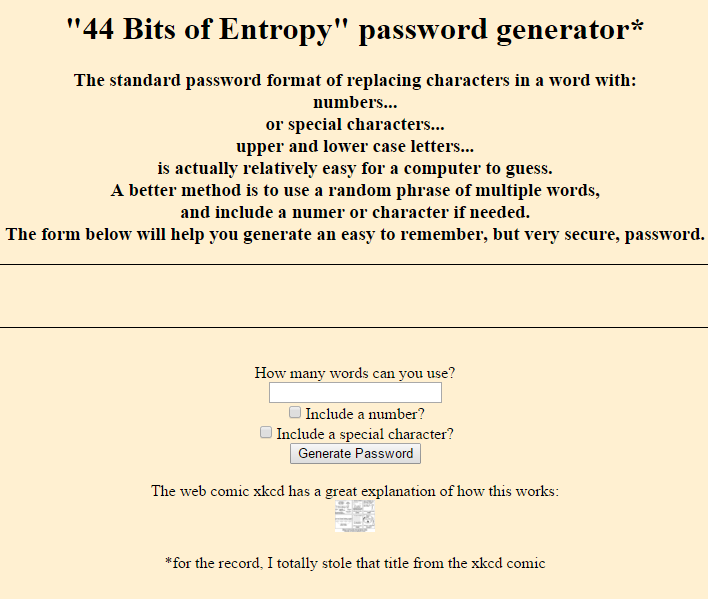 "44 Bits of Entropy" password generator*
The standard password format of replacing characters in a word with:
numbers...
or special characters...
upper and lower case letters...
is actually relatively easy for a computer to guess.
A better method is to use a random phrase of multiple words,
and include a numer or character if needed.
The form below will help you generate an easy to remember, but very secure, password.
How many words can you use?
Include a number?
Include a special character?
Generate Password
The web comic xkcd has a great explanation of how this works:
*for the record, I totally stole that title from the xkcd comic